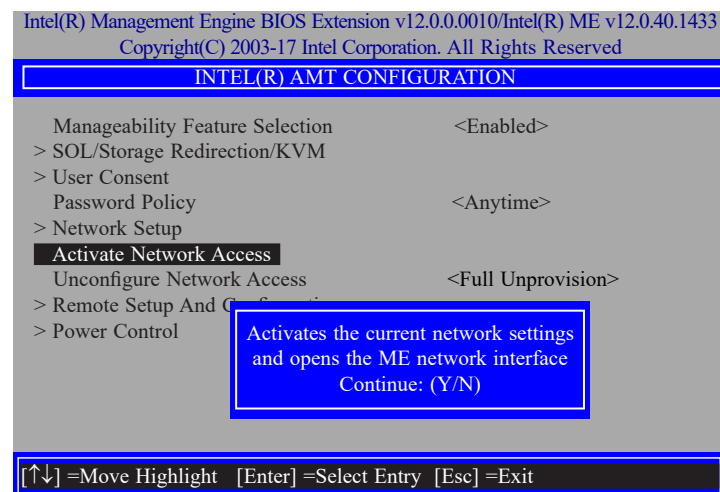 Intel(R) Management Engine BIOS Extension v12.0.0.0010/Intel(R) ME v12.0.40.1433
Copyright(C) 2003-17 Intel Corporation. All Rights Reserved
INTEL(R) AMT CONFIGURATION
Manageability Feature Selection <Enabled>
> SOL/Storage Redirection/KVM
> User Consent
Password Policy <Anytime>
> Network Setup
Activate Network Access
Unconfigure Network Access <Full Unprovision>
> Remote Setup And
> Power Control
Activates the current network settings
and opens the ME network interface
Continue: (Y/N)
[↑↓] =Move Highlight [Enter] =Select Entry [Esc] =Exit